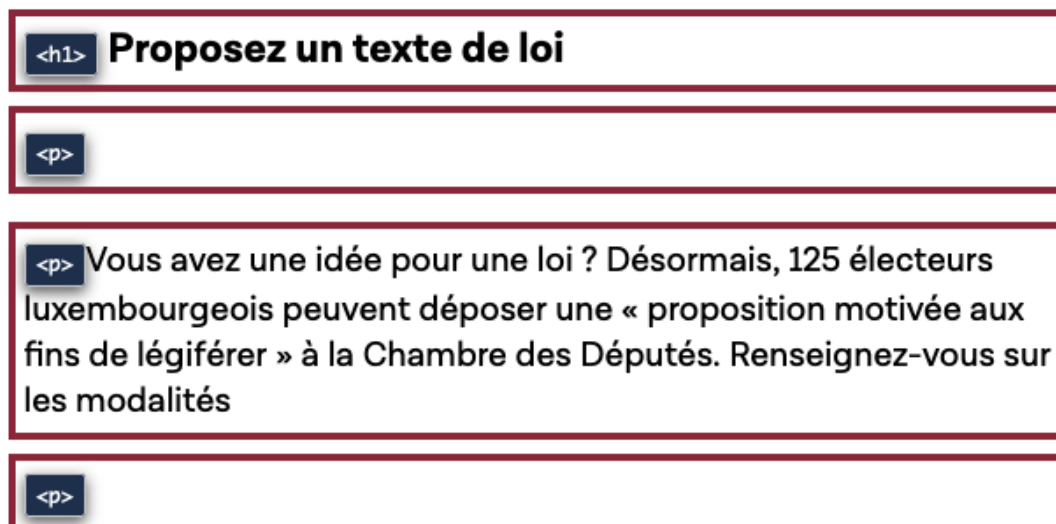 <h1> Proposez un texte de loi
<p>
<p> Vous avez une idée pour une loi ? Désormais, 125 électeurs
luxembourgeois peuvent déposer une « proposition motivée aux
fins de légiférer » à la Chambre des Députés. Renseignez-vous sur
les modalités
<p>